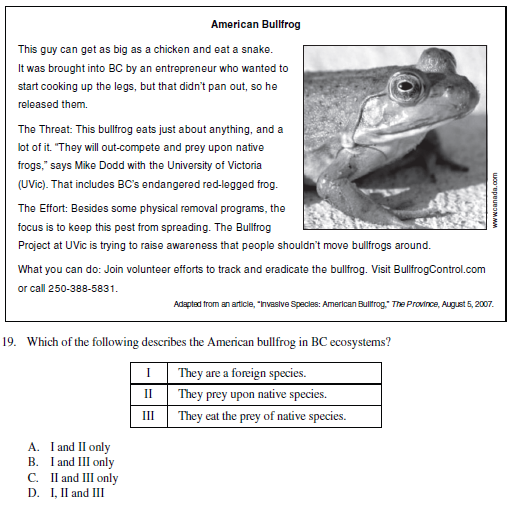 American Bullfrog
This guy can get as big as a chicken and eat a snake.
It was brought into BC by an entrepreneur who wanted to
start cooking up the legs, but that didn't pan out, so he
released them.
The Threat: This bullfrog eats just about anything, and a
lot of it. "They will out-compete and prey upon native
frogs," says Mike Dodd with the University of Victoria
(UVic). That includes BC's endangered red-legged frog.
The Effort: Besides some physical removal programs, the
focus is to keep this pest from spreading. The Bullfrog
Project at UVic is trying to raise awareness that people shouldn't move bullfrogs around.
What you can do: Join volunteer efforts to track and eradicate the bullfrog. Visit BullfrogControl.com
or call 250-388-5831.
www.canada.com
Adapted from an article, "Invasive Species: American Bullfrog," The Province, August 5, 2007.
19. Which of the following describes the American bullfrog in BC ecosystems?
I They are a foreign species.
II They prey upon native species.
III They eat the prey of native species.
A. I and II only
B. I and III only
C. II and III only
D. I, II and III